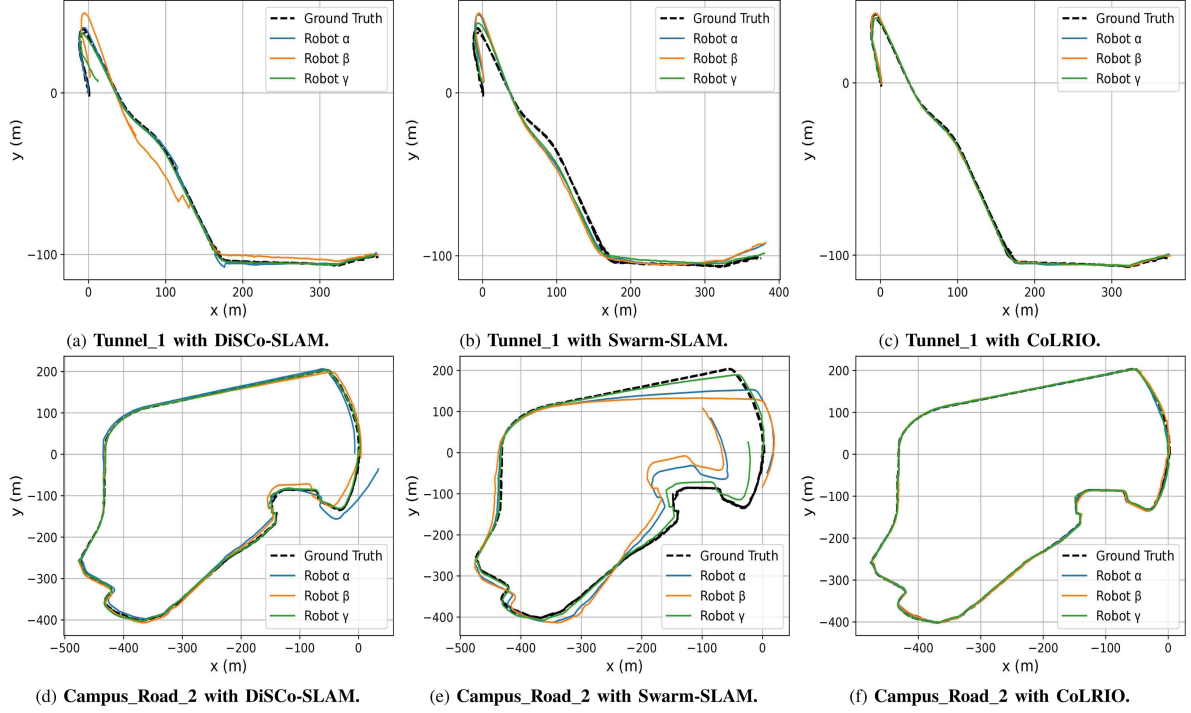 Ground Truth
Robot α
Robot β
Robot γ
0
−100
y (m)
0 100 200 300
x (m)
(a) Tunnel_1 with DiSCo-SLAM.
Ground Truth
Robot α
Robot β
Robot γ
0
−100
y (m)
0 100 200 300 400
x (m)
(b) Tunnel_1 with Swarm-SLAM.
Ground Truth
Robot α
Robot β
Robot γ
0
−100
y (m)
0 100 200 300
x (m)
(c) Tunnel_1 with CoLRIO.
200
100
0
−100
−200
−300
−400
y (m)
Ground Truth
Robot α
Robot β
Robot γ
−500 −400 −300 −200 −100 0
x (m)
(d) Campus_Road_2 with DiSCo-SLAM.
200
100
0
−100
−200
−300
−400
y (m)
Ground Truth
Robot α
Robot β
Robot γ
−500 −400 −300 −200 −100 0
x (m)
(e) Campus_Road_2 with Swarm-SLAM.
200
100
0
−100
−200
−300
−400
y (m)
Ground Truth
Robot α
Robot β
Robot γ
−400 −300 −200 −100 0
x (m)
(f) Campus_Road_2 with CoLRIO.